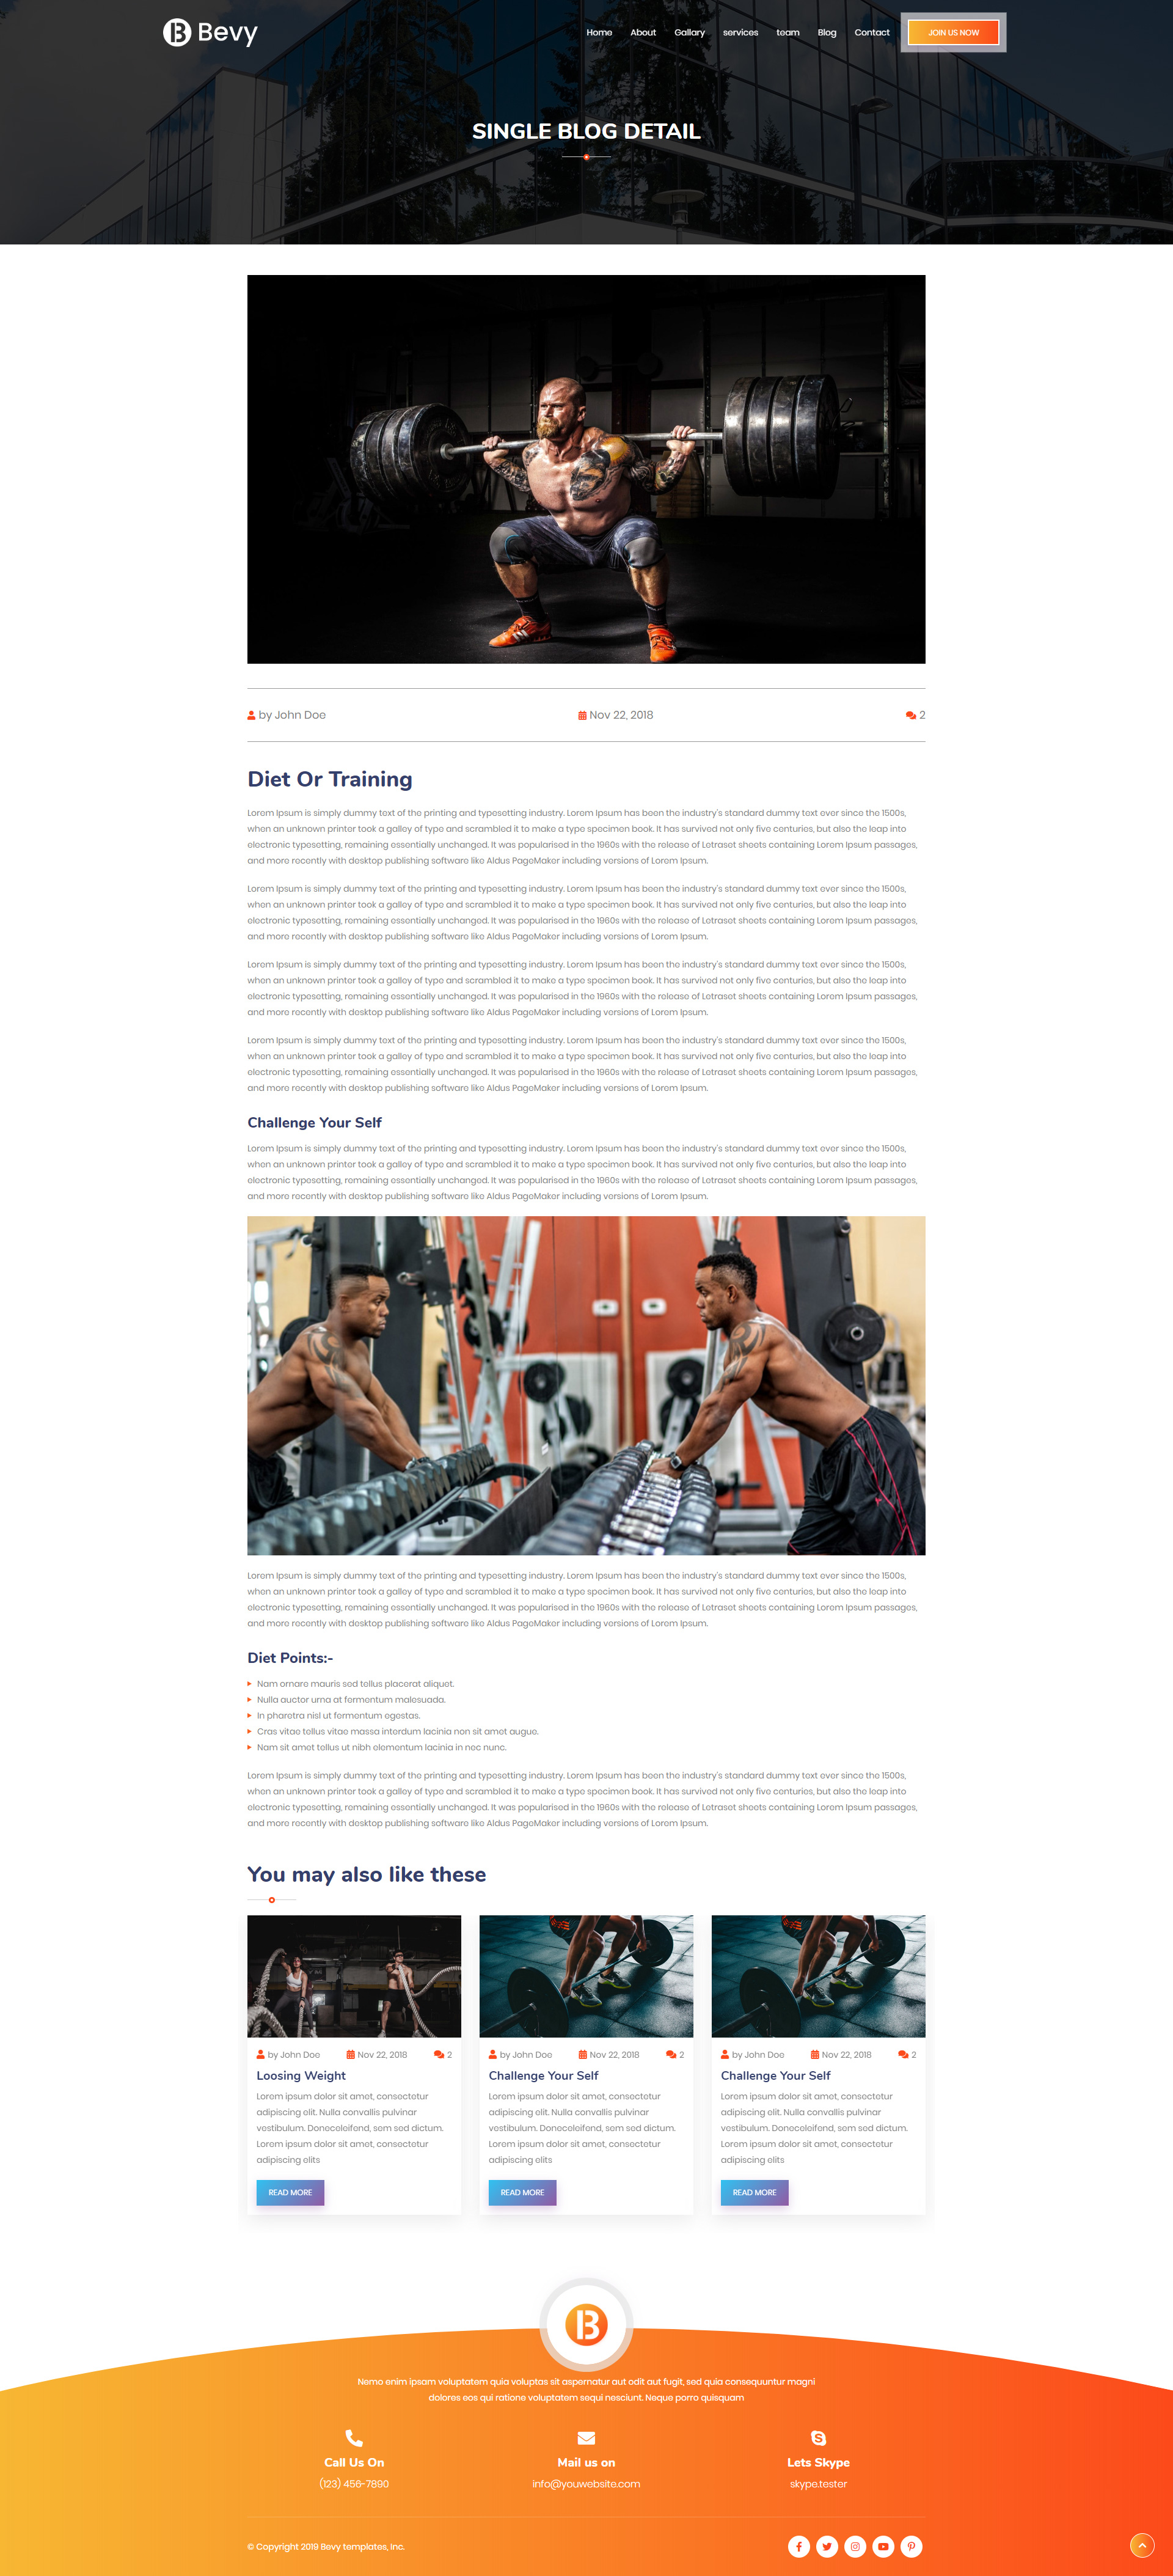 Bevy
Home About Gallary services team Blog Contact JOIN US NOW
SINGLE BLOG DETAIL
by John Doe Nov 22, 2018 2
Diet Or Training
Lorem Ipsum is simply dummy text of the printing and typesetting industry. Lorem Ipsum has been the industry's standard dummy text ever since the 1500s,
when an unknown printer took a galley of type and scrambled it to make a type specimen book. It has survived not only five centuries, but also the leap into
electronic typesetting, remaining essentially unchanged. It was popularised in the 1960s with the release of Letraset sheets containing Lorem Ipsum passages,
and more recently with desktop publishing software like Aldus PageMaker including versions of Lorem Ipsum.
Lorem Ipsum is simply dummy text of the printing and typesetting industry. Lorem Ipsum has been the industry's standard dummy text ever since the 1500s,
when an unknown printer took a galley of type and scrambled it to make a type specimen book. It has survived not only five centuries, but also the leap into
electronic typesetting, remaining essentially unchanged. It was popularised in the 1960s with the release of Letraset sheets containing Lorem Ipsum passages,
and more recently with desktop publishing software like Aldus PageMaker including versions of Lorem Ipsum.
Lorem Ipsum is simply dummy text of the printing and typesetting industry. Lorem Ipsum has been the industry's standard dummy text ever since the 1500s,
when an unknown printer took a galley of type and scrambled it to make a type specimen book. It has survived not only five centuries, but also the leap into
electronic typesetting, remaining essentially unchanged. It was popularised in the 1960s with the release of Letraset sheets containing Lorem Ipsum passages,
and more recently with desktop publishing software like Aldus PageMaker including versions of Lorem Ipsum.
Lorem Ipsum is simply dummy text of the printing and typesetting industry. Lorem Ipsum has been the industry's standard dummy text ever since the 1500s,
when an unknown printer took a galley of type and scrambled it to make a type specimen book. It has survived not only five centuries, but also the leap into
electronic typesetting, remaining essentially unchanged. It was popularised in the 1960s with the release of Letraset sheets containing Lorem Ipsum passages,
and more recently with desktop publishing software like Aldus PageMaker including versions of Lorem Ipsum.
Challenge Your Self
Lorem Ipsum is simply dummy text of the printing and typesetting industry. Lorem Ipsum has been the industry's standard dummy text ever since the 1500s,
when an unknown printer took a galley of type and scrambled it to make a type specimen book. It has survived not only five centuries, but also the leap into
electronic typesetting, remaining essentially unchanged. It was popularised in the 1960s with the release of Letraset sheets containing Lorem Ipsum passages,
and more recently with desktop publishing software like Aldus PageMaker including versions of Lorem Ipsum.
Lorem Ipsum is simply dummy text of the printing and typesetting industry. Lorem Ipsum has been the industry's standard dummy text ever since the 1500s,
when an unknown printer took a galley of type and scrambled it to make a type specimen book. It has survived not only five centuries, but also the leap into
electronic typesetting, remaining essentially unchanged. It was popularised in the 1960s with the release of Letraset sheets containing Lorem Ipsum passages,
and more recently with desktop publishing software like Aldus PageMaker including versions of Lorem Ipsum.
Diet Points:-
Nam ornare mauris sed tellus placerat aliquet.
Nulla auctor urna at fermentum malesuada.
In pharetra nisl ut fermentum egestas.
Cras vitae tellus vitae massa interdum lacinia non sit amet augue.
Nam sit amet tellus ut nibh elementum lacinia in nec nunc.
Lorem Ipsum is simply dummy text of the printing and typesetting industry. Lorem Ipsum has been the industry's standard dummy text ever since the 1500s,
when an unknown printer took a galley of type and scrambled it to make a type specimen book. It has survived not only five centuries, but also the leap into
electronic typesetting, remaining essentially unchanged. It was popularised in the 1960s with the release of Letraset sheets containing Lorem Ipsum passages,
and more recently with desktop publishing software like Aldus PageMaker including versions of Lorem Ipsum.
You may also like these
by John Doe Nov 22, 2018 2
Loosing Weight
Lorem ipsum dolor sit amet, consectetur
adipiscing elit. Nulla convallis pulvinar
vestibulum. Doneceleifend, sem sed dictum.
Lorem ipsum dolor sit amet, consectetur
adipiscing elits
READ MORE
by John Doe Nov 22, 2018 2
Challenge Your Self
Lorem ipsum dolor sit amet, consectetur
adipiscing elit. Nulla convallis pulvinar
vestibulum. Doneceleifend, sem sed dictum.
Lorem ipsum dolor sit amet, consectetur
adipiscing elits
READ MORE
by John Doe Nov 22, 2018 2
Challenge Your Self
Lorem ipsum dolor sit amet, consectetur
adipiscing elit. Nulla convallis pulvinar
vestibulum. Doneceleifend, sem sed dictum.
Lorem ipsum dolor sit amet, consectetur
adipiscing elits
READ MORE
Nemo enim ipsam voluptatem quia voluptas sit aspernatur aut odit aut fugit, sed quia consequuntur magni
dolores eos qui ratione voluptatem sequi nesciunt. Neque porro quisquam
Call Us On
(123) 456-7890
Mail us on
info@youwebsite.com
Lets Skype
skype.tester
© Copyright 2019 Bevy templates, Inc.